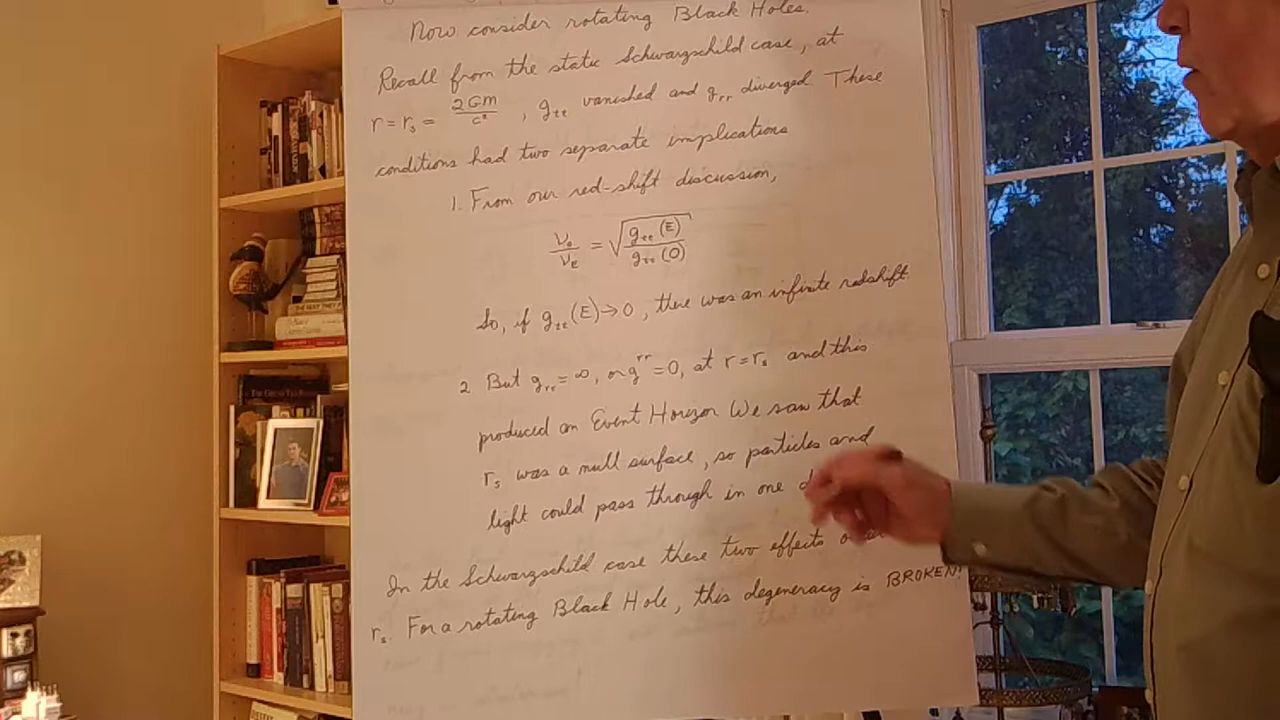 Now consider rotating Black Holes.
Recall from the static Schwarzschild case, at
r = r_s = 2Gm/c², g_tt vanished and g_rr diverged. These
conditions had two separate implications
1. From our red-shift discussion,
ν_o/ν_E = √(g_tt(E)/g_tt(O))
So, if g_tt(E) → 0, there was an infinite redshift
2. But g_rr = ∞, or g^rr = 0, at r = r_s and this
produced an Event Horizon We saw that
r_s was a null surface, so particles and
light could pass through in one
In the Schwarzschild case these two effects
r_s. For a rotating Black Hole, this degeneracy is BROKEN!